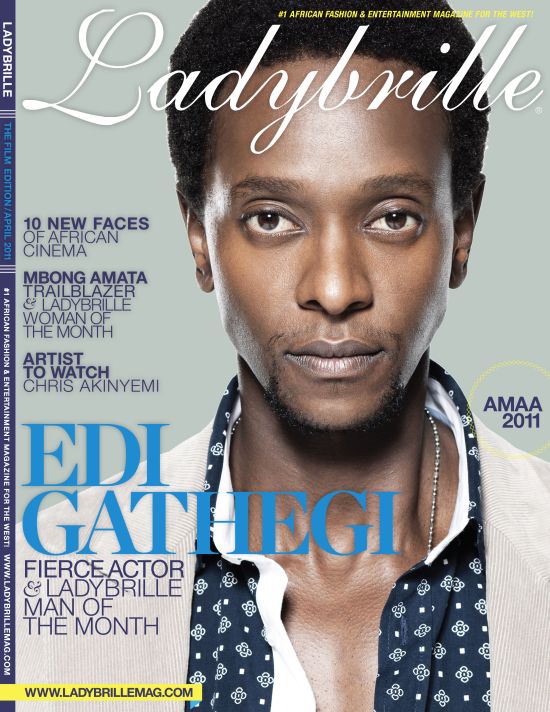 #1 AFRICAN FASHION & ENTERTAINMENT MAGAZINE FOR THE WEST!
Ladybrille®
LADYBRILLE
THE FILM EDITION / APRIL 2011
#1 AFRICAN FASHION & ENTERTAINMENT MAGAZINE FOR THE WEST!
WWW.LADYBRILLEMAG.COM
10 NEW FACES
OF AFRICAN
CINEMA
MBONG AMATA
TRAILBLAZER
& LADYBRILLE
WOMAN OF
THE MONTH
ARTIST
TO WATCH
CHRIS AKINYEMI
AMAA
2011
EDI
GATHEGI
FIERCE ACTOR
& LADYBRILLE
MAN OF
THE MONTH
WWW.LADYBRILLEMAG.COM